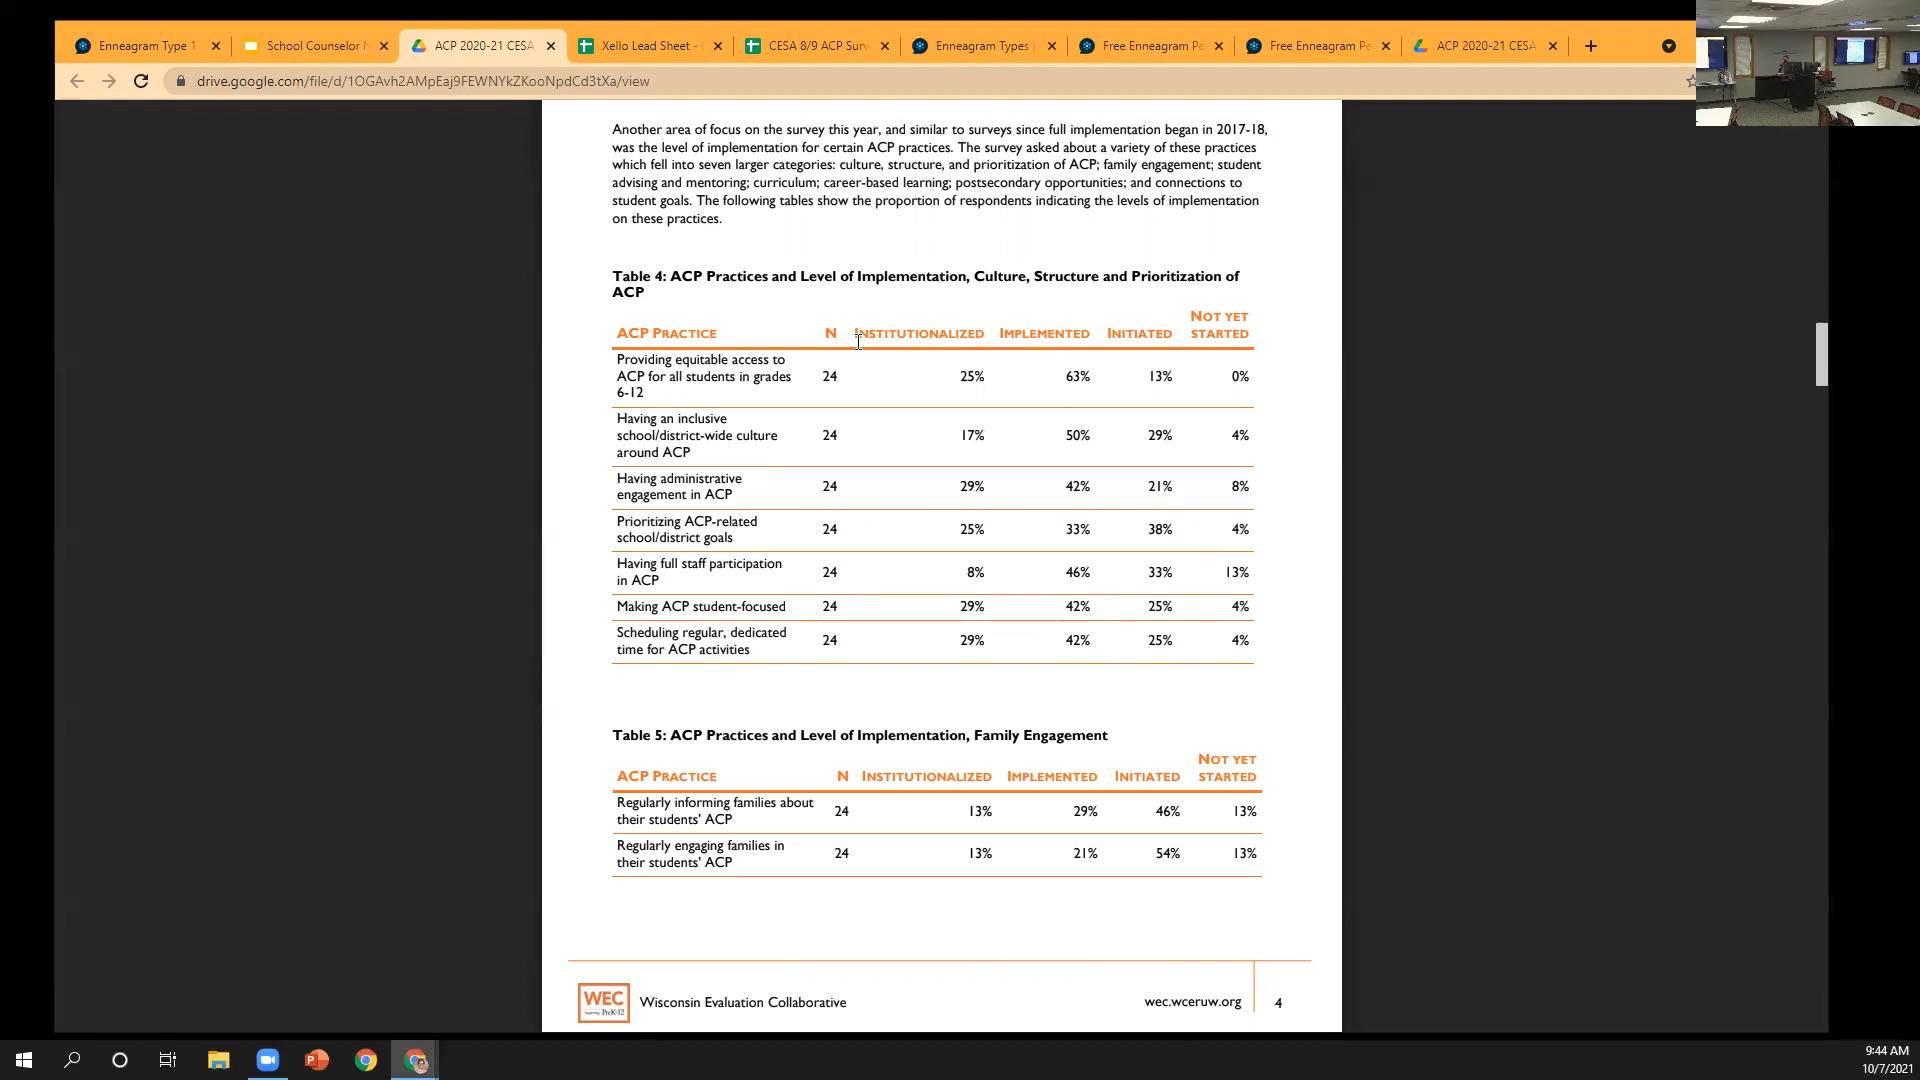 Enneagram Type 1
School Counselor
ACP 2020-21 CESA
Xello Lead Sheet -
CESA 8/9 ACP Surv
Enneagram Types
Free Enneagram Pe
Free Enneagram Pe
ACP 2020-21 CESA
drive.google.com/file/d/1OGAvh2AMpEaj9FEWNYkZKooNpdCd3tXa/view
Another area of focus on the survey this year, and similar to surveys since full implementation began in 2017-18,
was the level of implementation for certain ACP practices. The survey asked about a variety of these practices
which fell into seven larger categories: culture, structure, and prioritization of ACP; family engagement; student
advising and mentoring; curriculum; career-based learning; postsecondary opportunities; and connections to
student goals. The following tables show the proportion of respondents indicating the levels of implementation
on these practices.
Table 4: ACP Practices and Level of Implementation, Culture, Structure and Prioritization of
ACP
ACP PRACTICE N INSTITUTIONALIZED IMPLEMENTED INITIATED NOT YET STARTED
Providing equitable access to
ACP for all students in grades 24 25% 63% 13% 0%
6-12
Having an inclusive
school/district-wide culture 24 17% 50% 29% 4%
around ACP
Having administrative
engagement in ACP 24 29% 42% 21% 8%
Prioritizing ACP-related
school/district goals 24 25% 33% 38% 4%
Having full staff participation
in ACP 24 8% 46% 33% 13%
Making ACP student-focused 24 29% 42% 25% 4%
Scheduling regular, dedicated
time for ACP activities 24 29% 42% 25% 4%
Table 5: ACP Practices and Level of Implementation, Family Engagement
ACP PRACTICE N INSTITUTIONALIZED IMPLEMENTED INITIATED NOT YET STARTED
Regularly informing families about
their students' ACP 24 13% 29% 46% 13%
Regularly engaging families in
their students' ACP 24 13% 21% 54% 13%
WEC
PreK-12
Wisconsin Evaluation Collaborative
wec.wceruw.org
4
9:44 AM
10/7/2021